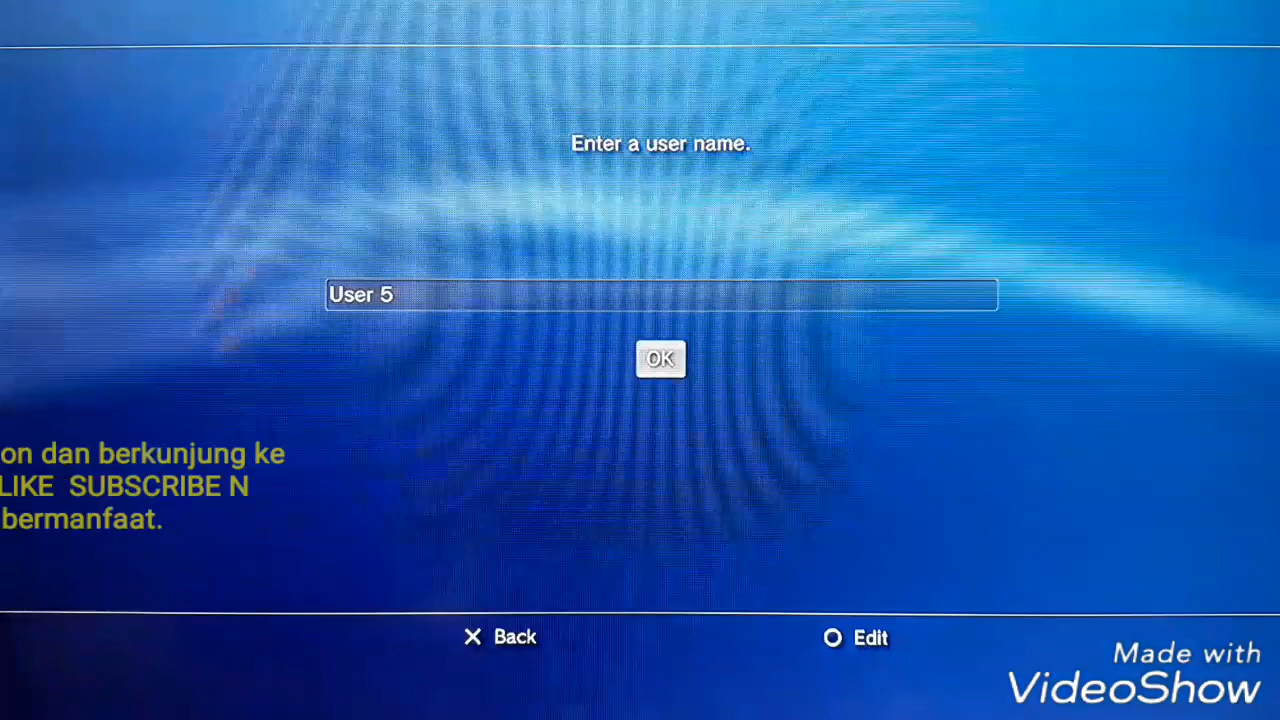 Enter a user name.
User 5
OK
on dan berkunjung ke
LIKE SUBSCRIBE N
bermanfaat.
Back
Edit
Made with
VideoShow